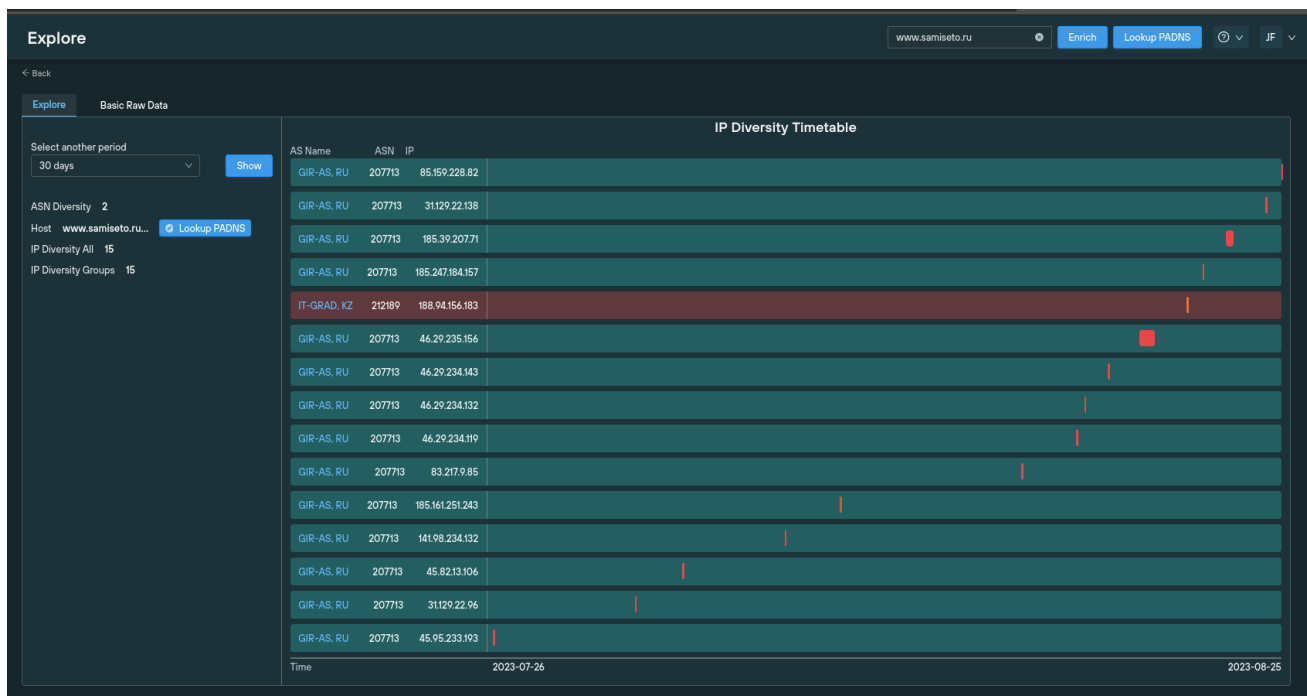 Explore
www.samiseto.ru
Enrich
Lookup PADNS
JF
Back
Explore Basic Raw Data
Select another period
30 days
Show
ASN Diversity 2
Host www.samiseto.ru... Lookup PADNS
IP Diversity All 15
IP Diversity Groups 15
IP Diversity Timetable
AS Name ASN IP
GIR-AS, RU 207713 85.159.228.82
GIR-AS, RU 207713 31.129.22.138
GIR-AS, RU 207713 185.39.207.71
GIR-AS, RU 207713 185.247.184.157
IT-GRAD, KZ 212189 188.94.156.183
GIR-AS, RU 207713 46.29.235.156
GIR-AS, RU 207713 46.29.234.143
GIR-AS, RU 207713 46.29.234.132
GIR-AS, RU 207713 46.29.234.119
GIR-AS, RU 207713 83.217.9.85
GIR-AS, RU 207713 185.161.251.243
GIR-AS, RU 207713 141.98.234.132
GIR-AS, RU 207713 45.82.13.106
GIR-AS, RU 207713 31.129.22.96
GIR-AS, RU 207713 45.95.233.193
Time 2023-07-26 2023-08-25